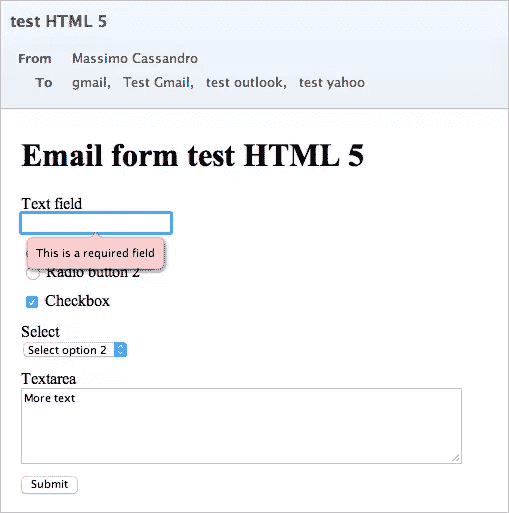 test HTML 5
From Massimo Cassandro
To gmail, Test Gmail, test outlook, test yahoo
Email form test HTML 5
Text field
This is a required field
Radio button 2
Checkbox
Select
Select option 2
Textarea
More text
Submit